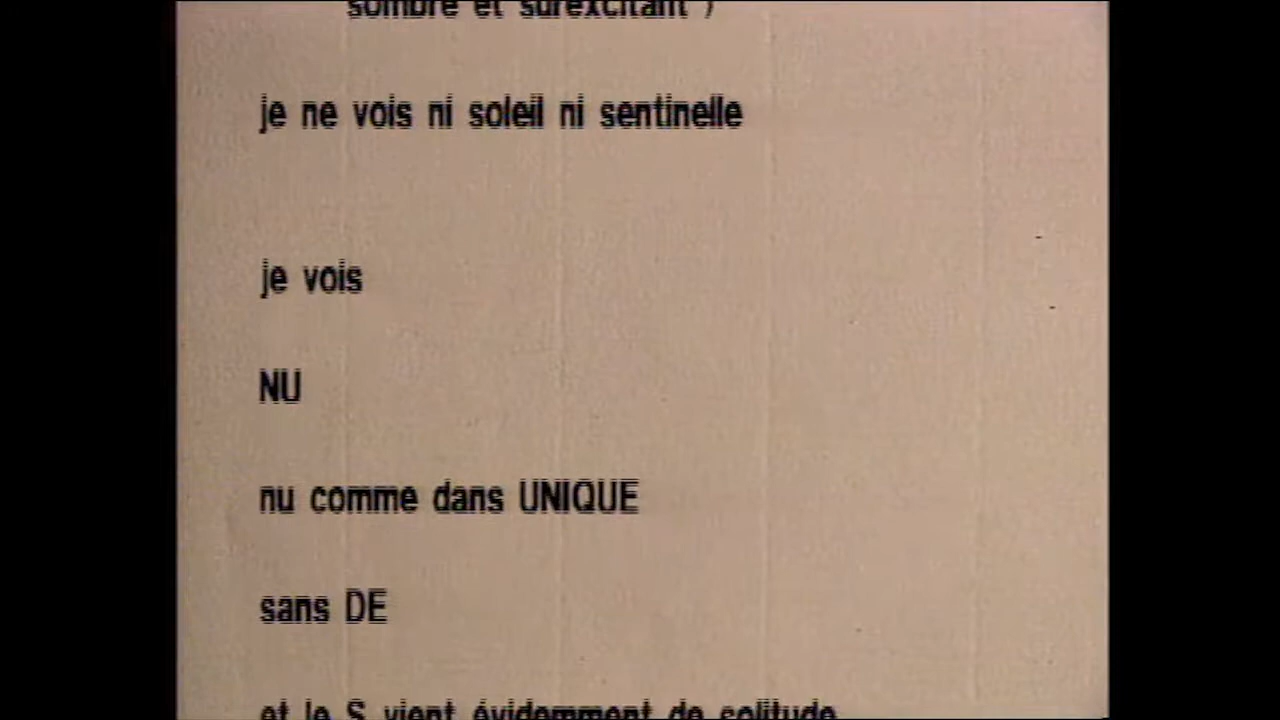 sombre et surexcitant )
je ne vois ni soleil ni sentinelle
je vois
NU
nu comme dans UNIQUE
sans DE
et le S vient évidemment de solitude